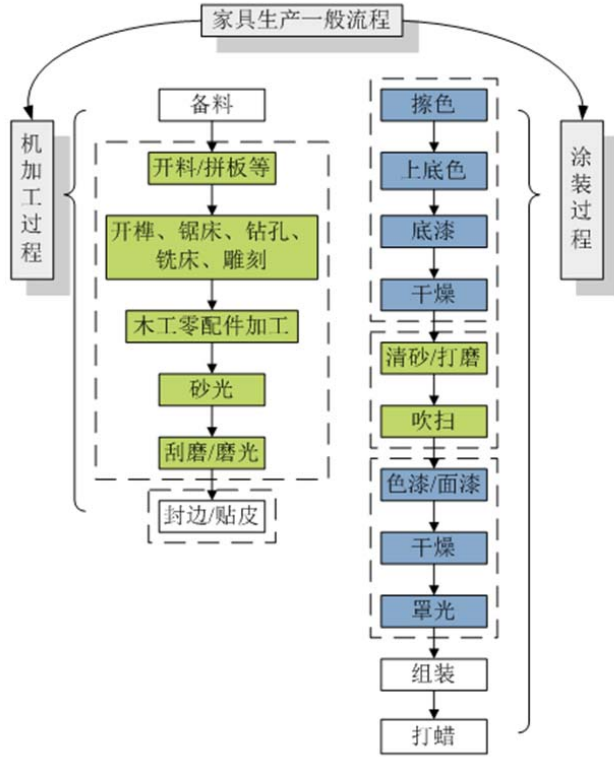 家具生产一般流程
机加工过程
备料
开料/拼板等
开榫、锯床、钻孔、
铣床、雕刻
木工零配件加工
砂光
刮磨/磨光
封边/贴皮
擦色
上底色
底漆
干燥
清砂/打磨
吹扫
色漆/面漆
干燥
罩光
组装
打蜡
涂装过程